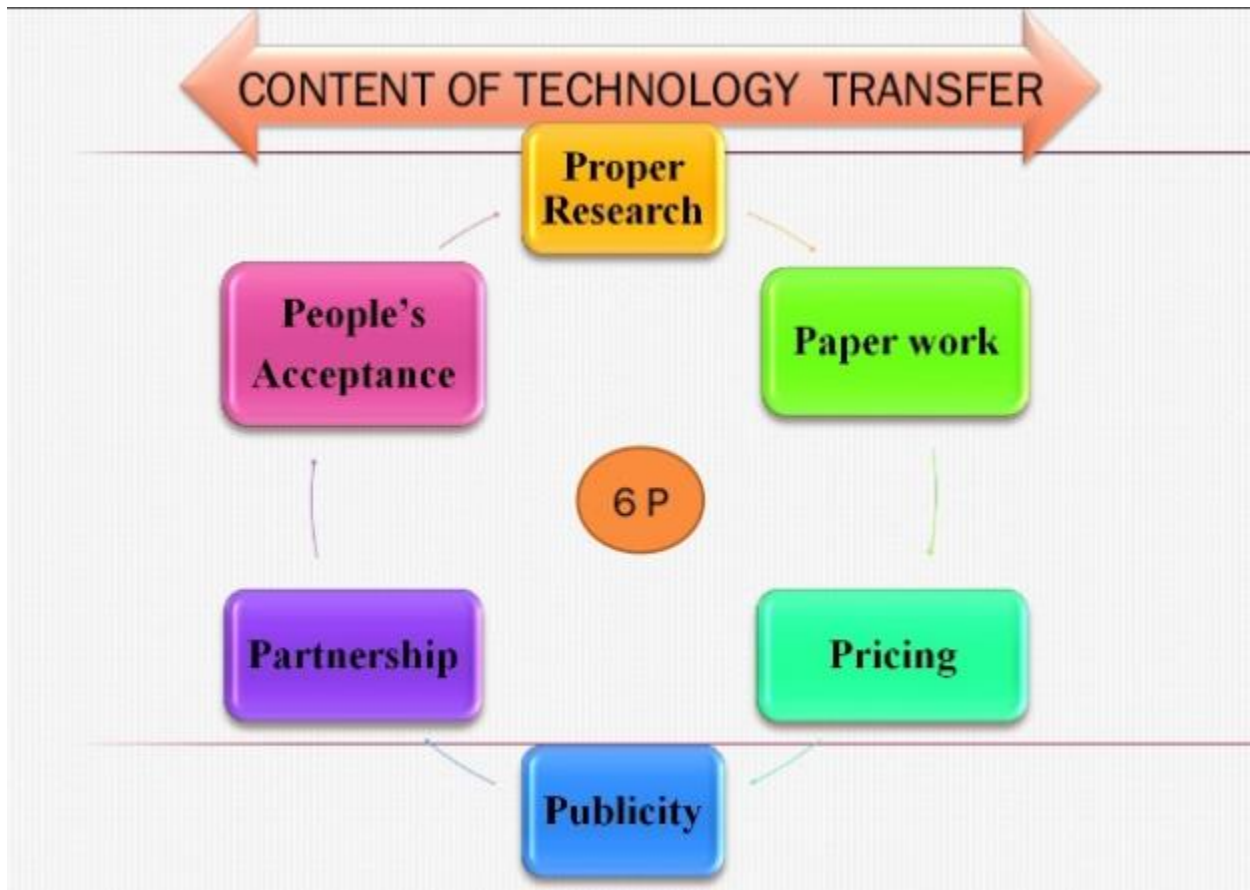 CONTENT OF TECHNOLOGY TRANSFER
Proper
Research
People’s
Acceptance
Paper work
6 P
Partnership
Pricing
Publicity